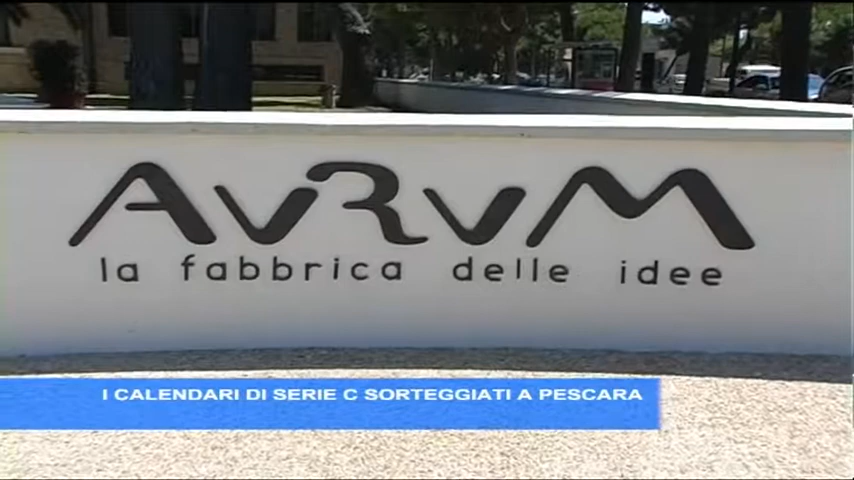 AVRVM
la fabbrica delle idee
I CALENDARI DI SERIE C SORTEGGIATI A PESCARA